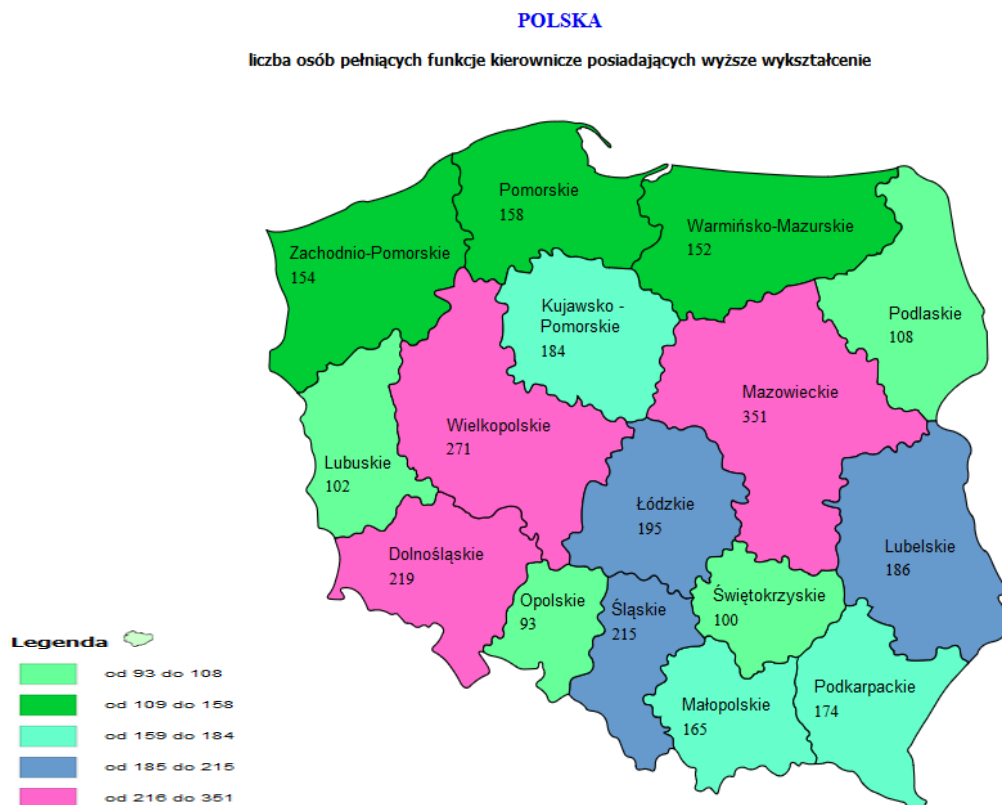 POLSKA
liczba osób pełniących funkcje kierownicze posiadających wyższe wykształcenie
Pomorskie
158
Warmińsko-Mazurskie
152
Zachodnio-Pomorskie
154
Kujawsko -
Pomorskie
184
Podlaskie
108
Mazowieckie
351
Wielkopolskie
271
Lubuskie
102
Łódzkie
195
Lubelskie
186
Dolnośląskie
219
Opolskie
93
Śląskie
215
Świętokrzyskie
100
Małopolskie
165
Podkarpackie
174
Legenda
od 93 do 108
od 109 do 158
od 159 do 184
od 185 do 215
od 216 do 351